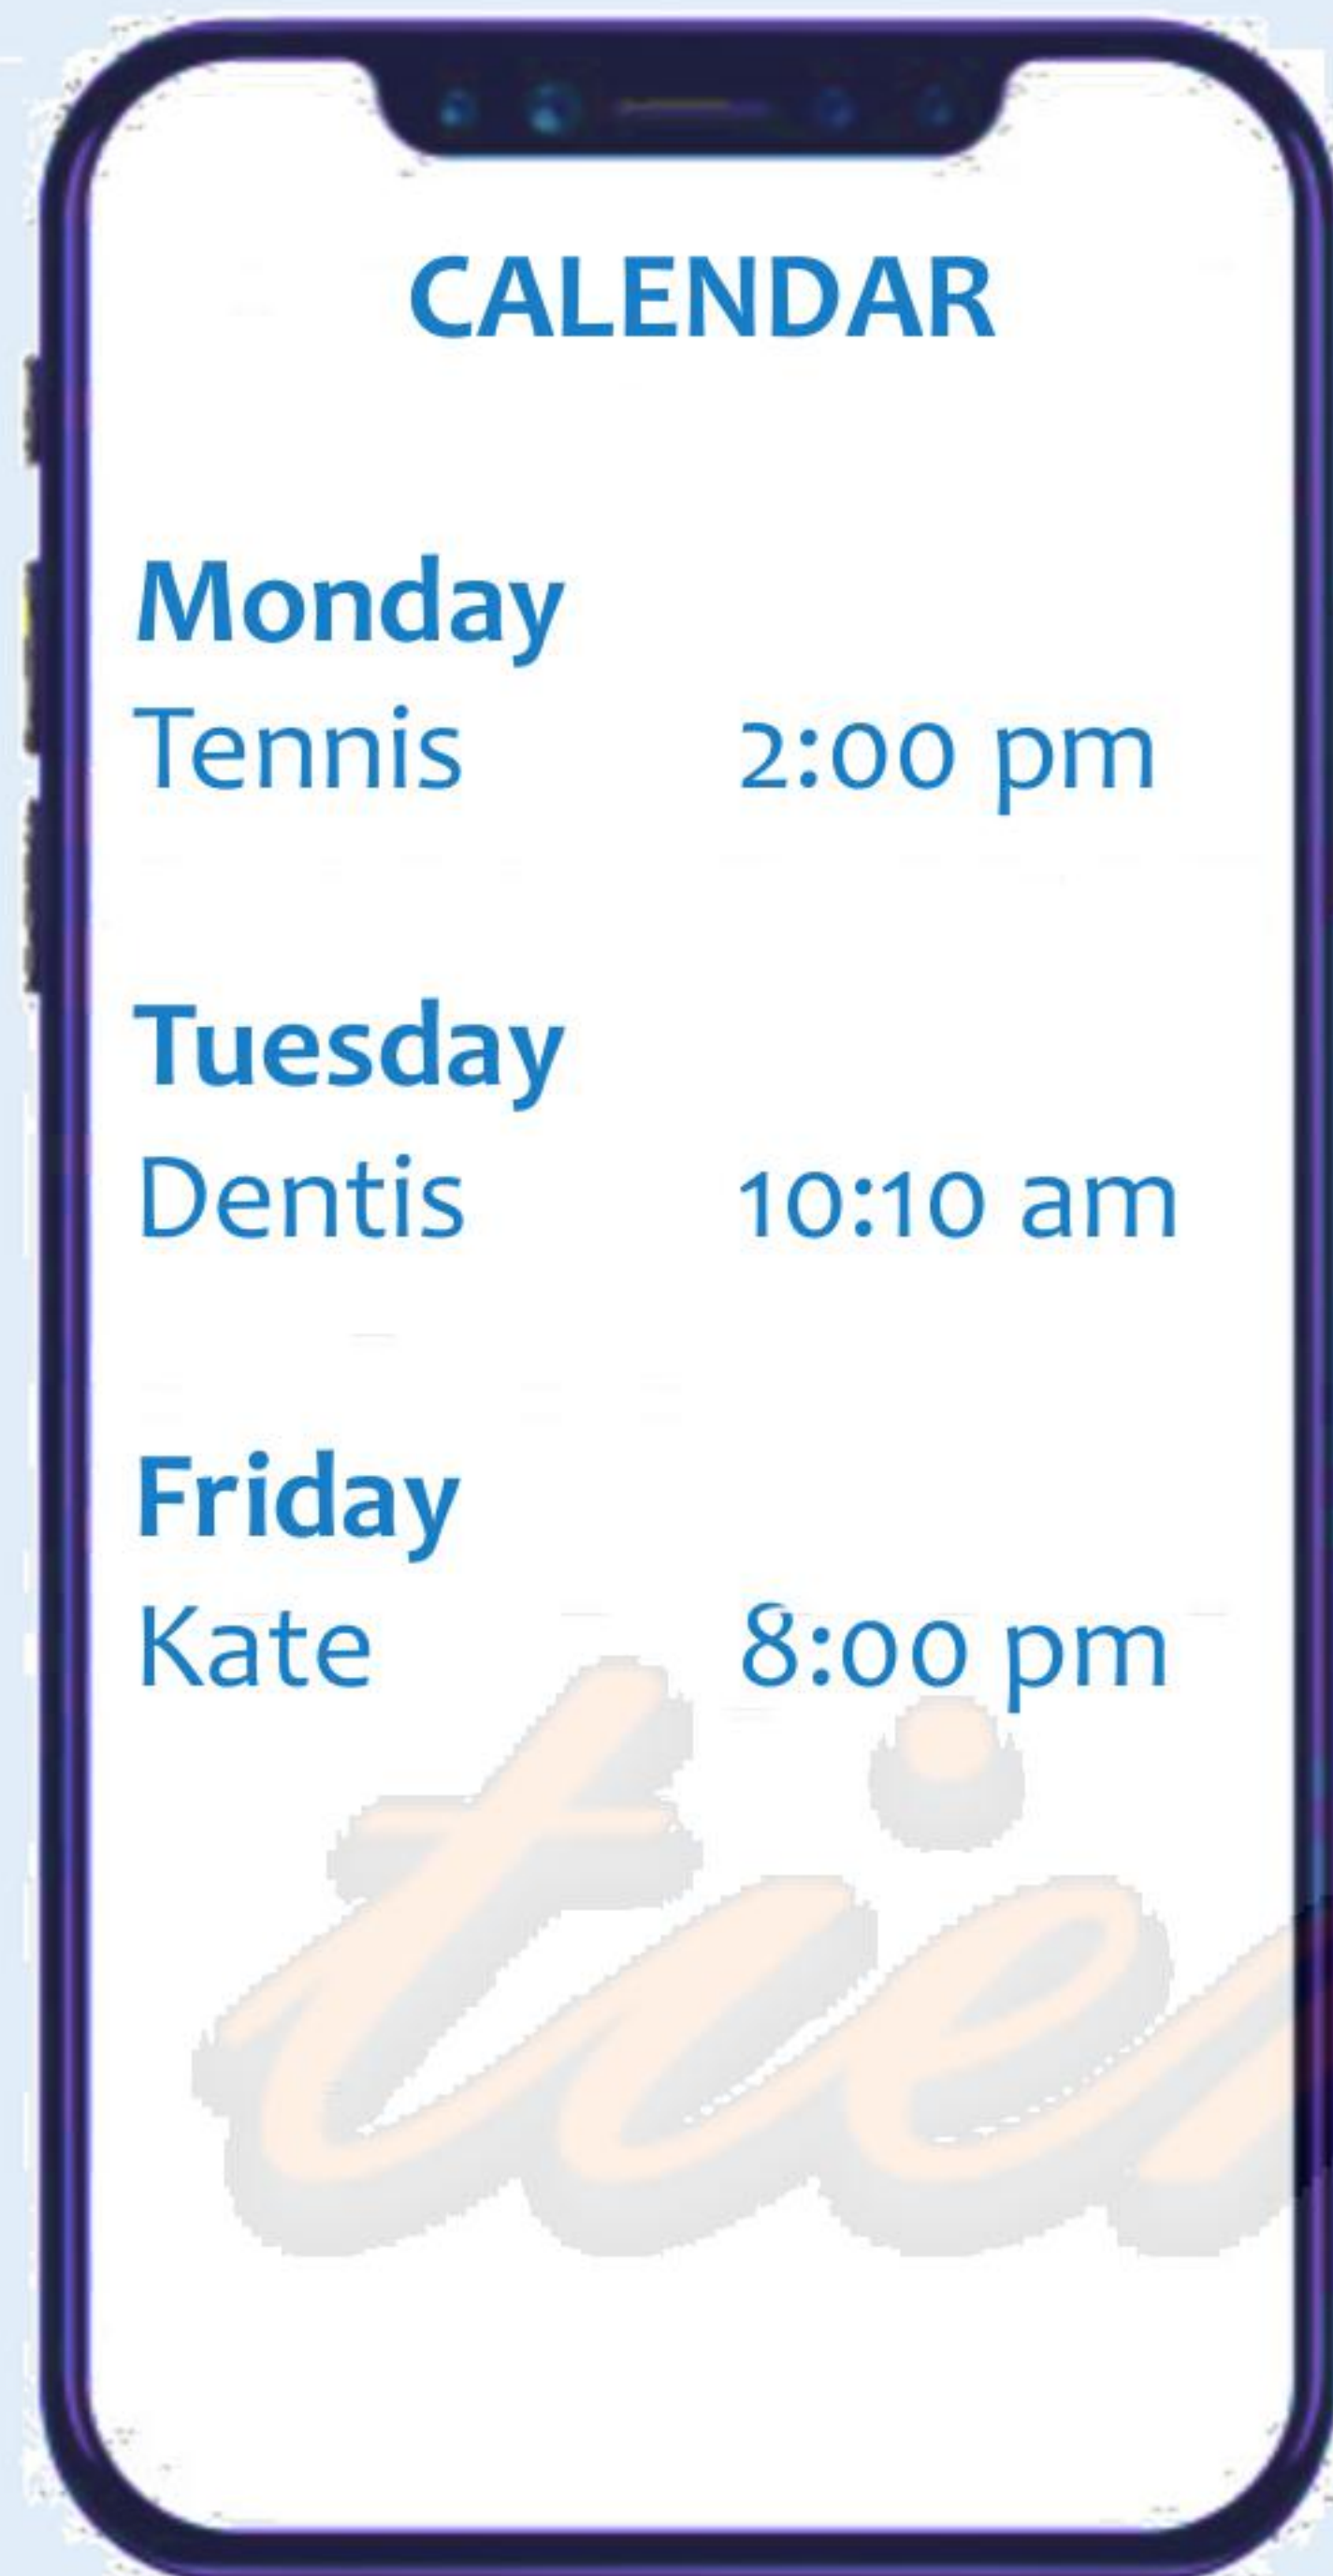 CALENDAR
Monday
Tennis 2:00 pm
Tuesday
Dentis 10:10 am
Friday
Kate 8:00 pm